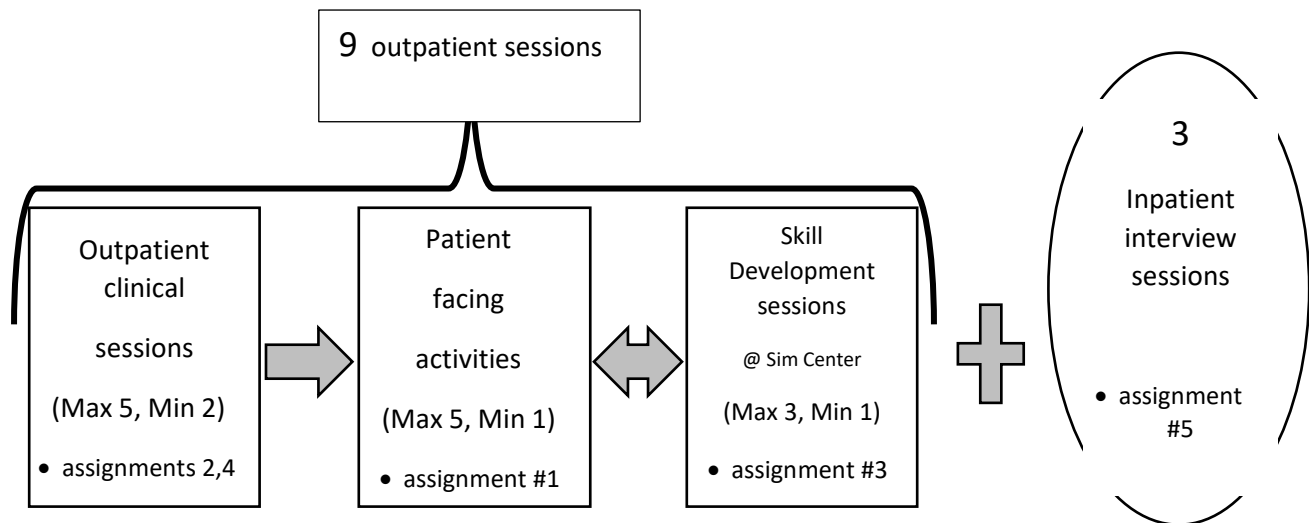 9 outpatient sessions
Outpatient
clinical
sessions
(Max 5, Min 2)
• assignments 2,4
Patient
facing
activities
(Max 5, Min 1)
• assignment #1
Skill
Development
sessions
@ Sim Center
(Max 3, Min 1)
• assignment #3
3
Inpatient
interview
sessions
• assignment
#5